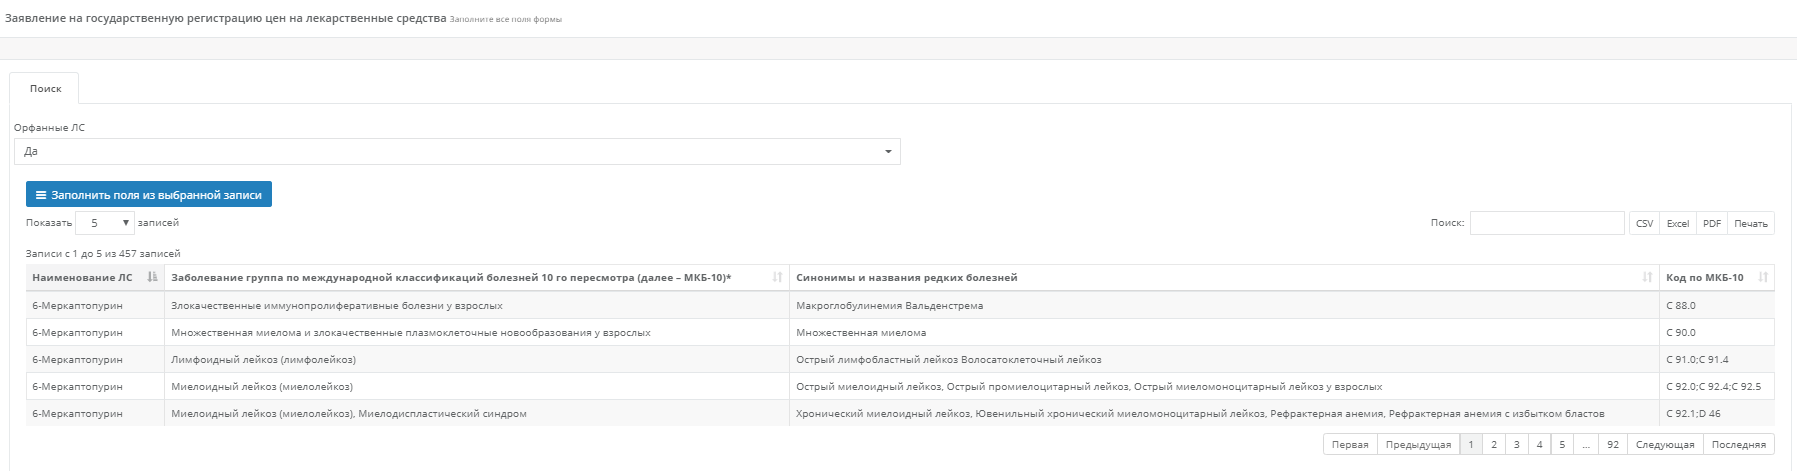 Заявление на государственную регистрацию цен на лекарственные средства Заполните все поля формы
Поиск
Орфанные ЛС
Да
Заполнить поля из выбранной записи
Показать 5 записей
Поиск: CSV Excel PDF Печать
Записи с 1 до 5 из 457 записей
Наименование ЛС Заболевание группа по международной классификаций болезней 10 го пересмотра (далее – МКБ-10)* Синонимы и названия редких болезней Код по МКБ-10
6-Меркаптопурин Злокачественные иммунопролиферативные болезни у взрослых Макроглобулинемия Вальденстрема C 88.0
6-Меркаптопурин Множественная миелома и злокачественные плазмоклеточные новообразования у взрослых Множественная миелома C 90.0
6-Меркаптопурин Лимфоидный лейкоз (лимфолейкоз) Острый лимфобластный лейкоз Волосатоклеточный лейкоз C 91.0;C 91.4
6-Меркаптопурин Миелоидный лейкоз (миелолейкоз) Острый миелоидный лейкоз, Острый промиелоцитарный лейкоз, Острый миеломоноцитарный лейкоз у взрослых C 92.0;C 92.4;C 92.5
6-Меркаптопурин Миелоидный лейкоз (миелолейкоз), Миелодиспластический синдром Хронический миелоидный лейкоз, Ювенильный хронический миеломоноцитарный лейкоз, Рефрактерная анемия, Рефрактерная анемия с избытком бластов C 92.1;D 46
Первая Предыдущая 1 2 3 4 5 ... 92 Следующая Последняя